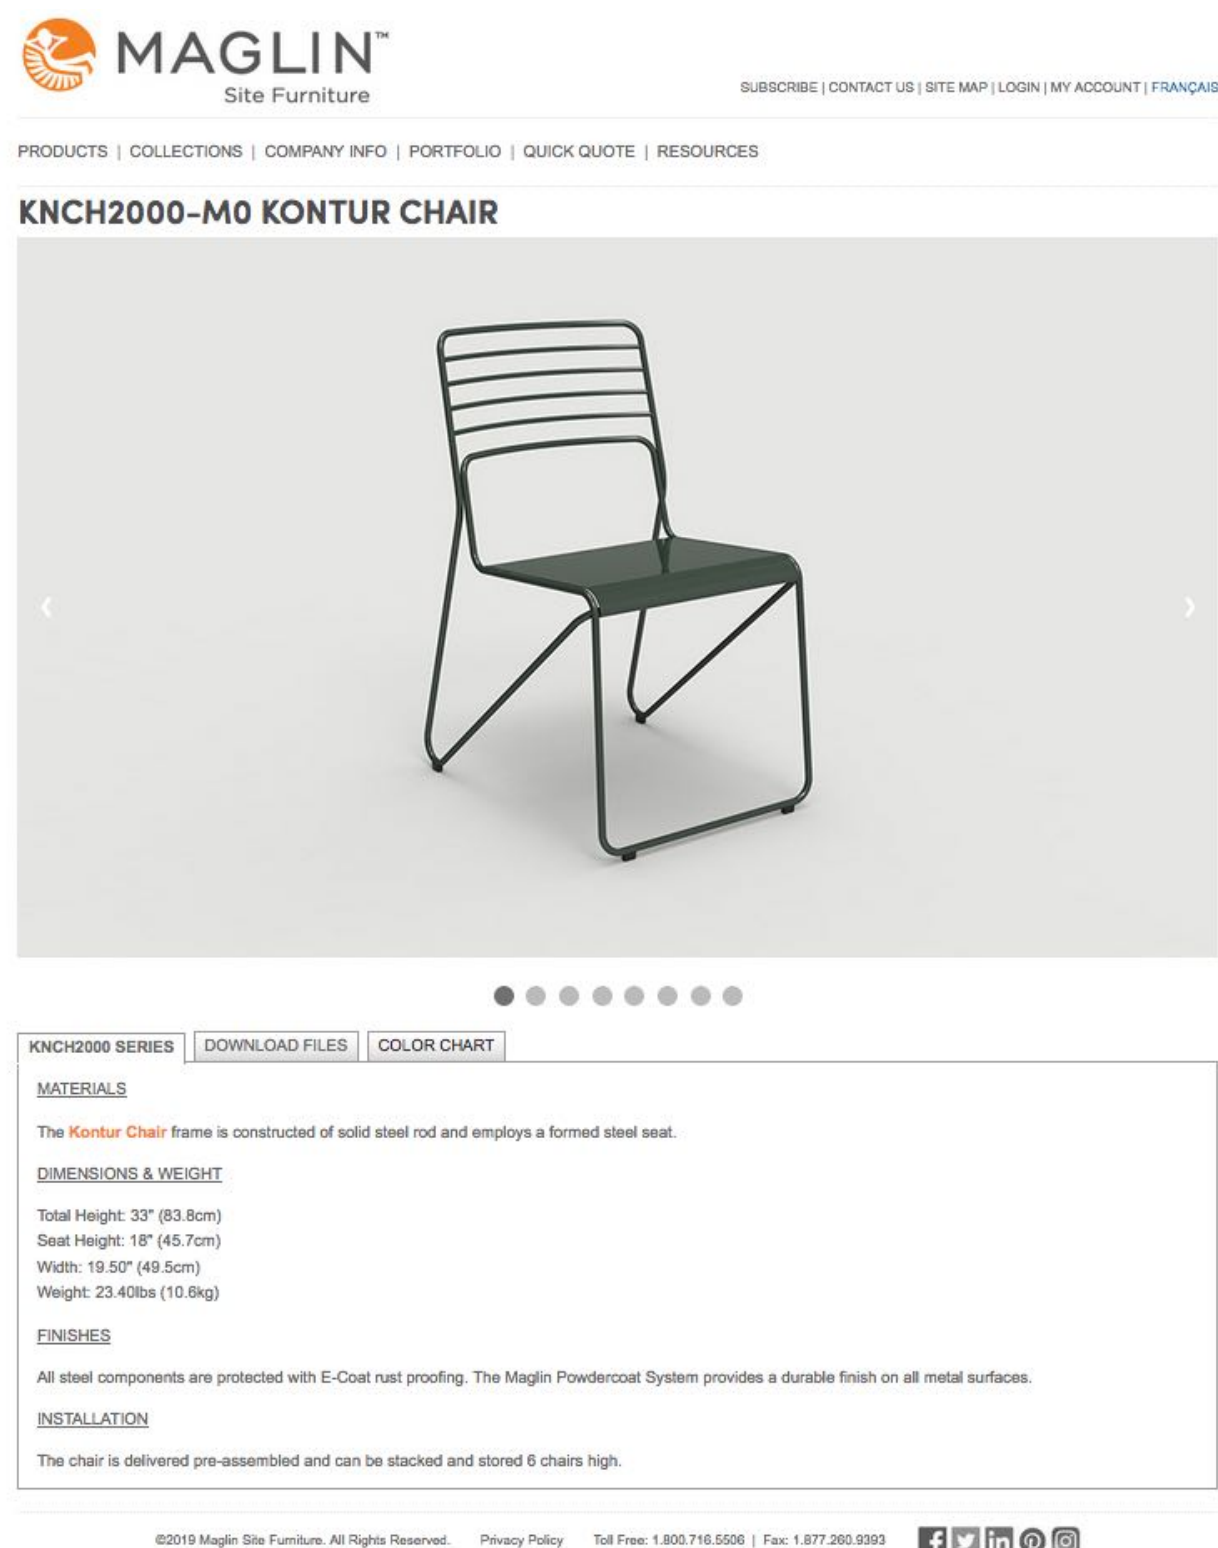 MAGLIN™
Site Furniture
SUBSCRIBE | CONTACT US | SITE MAP | LOGIN | MY ACCOUNT | FRANÇAIS
PRODUCTS | COLLECTIONS | COMPANY INFO | PORTFOLIO | QUICK QUOTE | RESOURCES
KNCH2000-M0 KONTUR CHAIR
KNCH2000 SERIES DOWNLOAD FILES COLOR CHART
MATERIALS
The Kontur Chair frame is constructed of solid steel rod and employs a formed steel seat.
DIMENSIONS & WEIGHT
Total Height: 33" (83.8cm)
Seat Height: 18" (45.7cm)
Width: 19.50" (49.5cm)
Weight: 23.40lbs (10.6kg)
FINISHES
All steel components are protected with E-Coat rust proofing. The Maglin Powdercoat System provides a durable finish on all metal surfaces.
INSTALLATION
The chair is delivered pre-assembled and can be stacked and stored 6 chairs high.
©2019 Maglin Site Furniture. All Rights Reserved. Privacy Policy Toll Free: 1.800.716.5506 | Fax: 1.877.260.9393